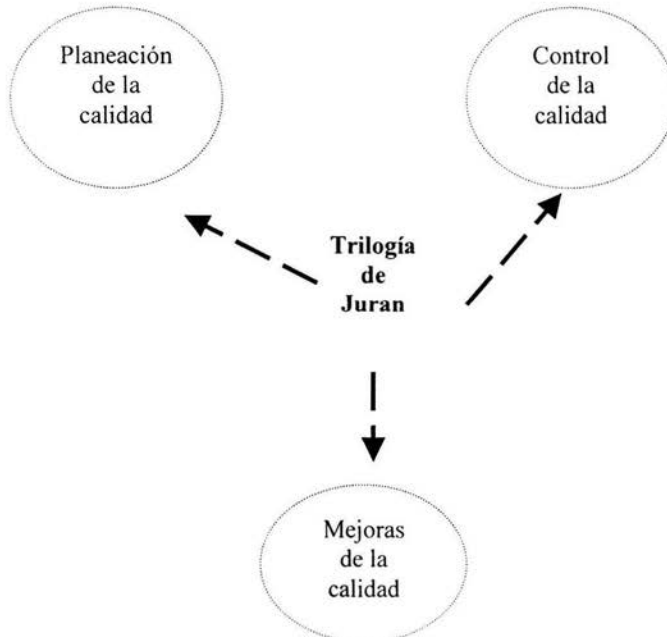 Planeación
de la
calidad
Control
de la
calidad
Trilogía
de
Juran
Mejoras
de la
calidad